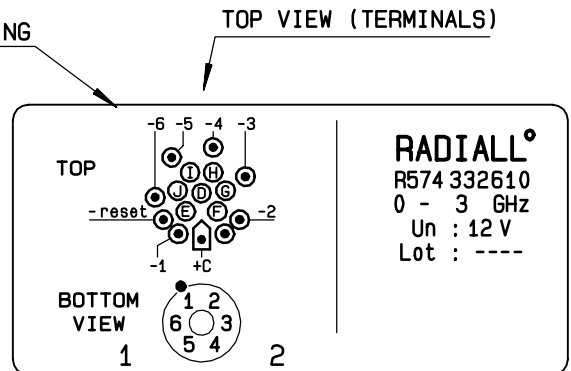 NG
TOP VIEW (TERMINALS)
-6 -5 -4 -3
TOP
I H
J D G
E F
-reset -2
-1 +C
BOTTOM
VIEW
1 2
6 3
5 4
1 2
RADIALL°
R574 332610
0 - 3 GHz
Un : 12 V
Lot : ----